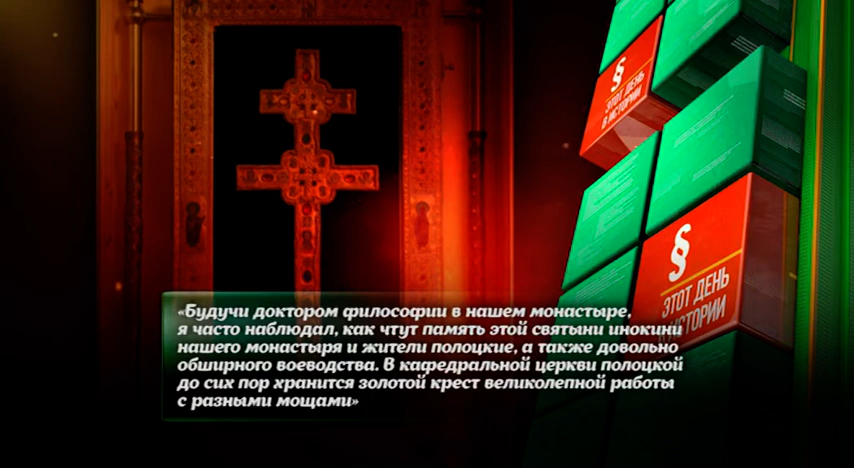 §
ЭТОТ ДЕНЬ
В ИСТОРИИ
§
ЭТОТ ДЕНЬ
В ИСТОРИИ
«Будучи доктором философии в нашем монастыре,
я часто наблюдал, как чтут память этой святыни инокини
нашего монастыря и жители полоцкие, а также довольно
обширного воеводства. В кафедральной церкви полоцкой
до сих пор хранится золотой крест великолепной работы
с разными мощами»